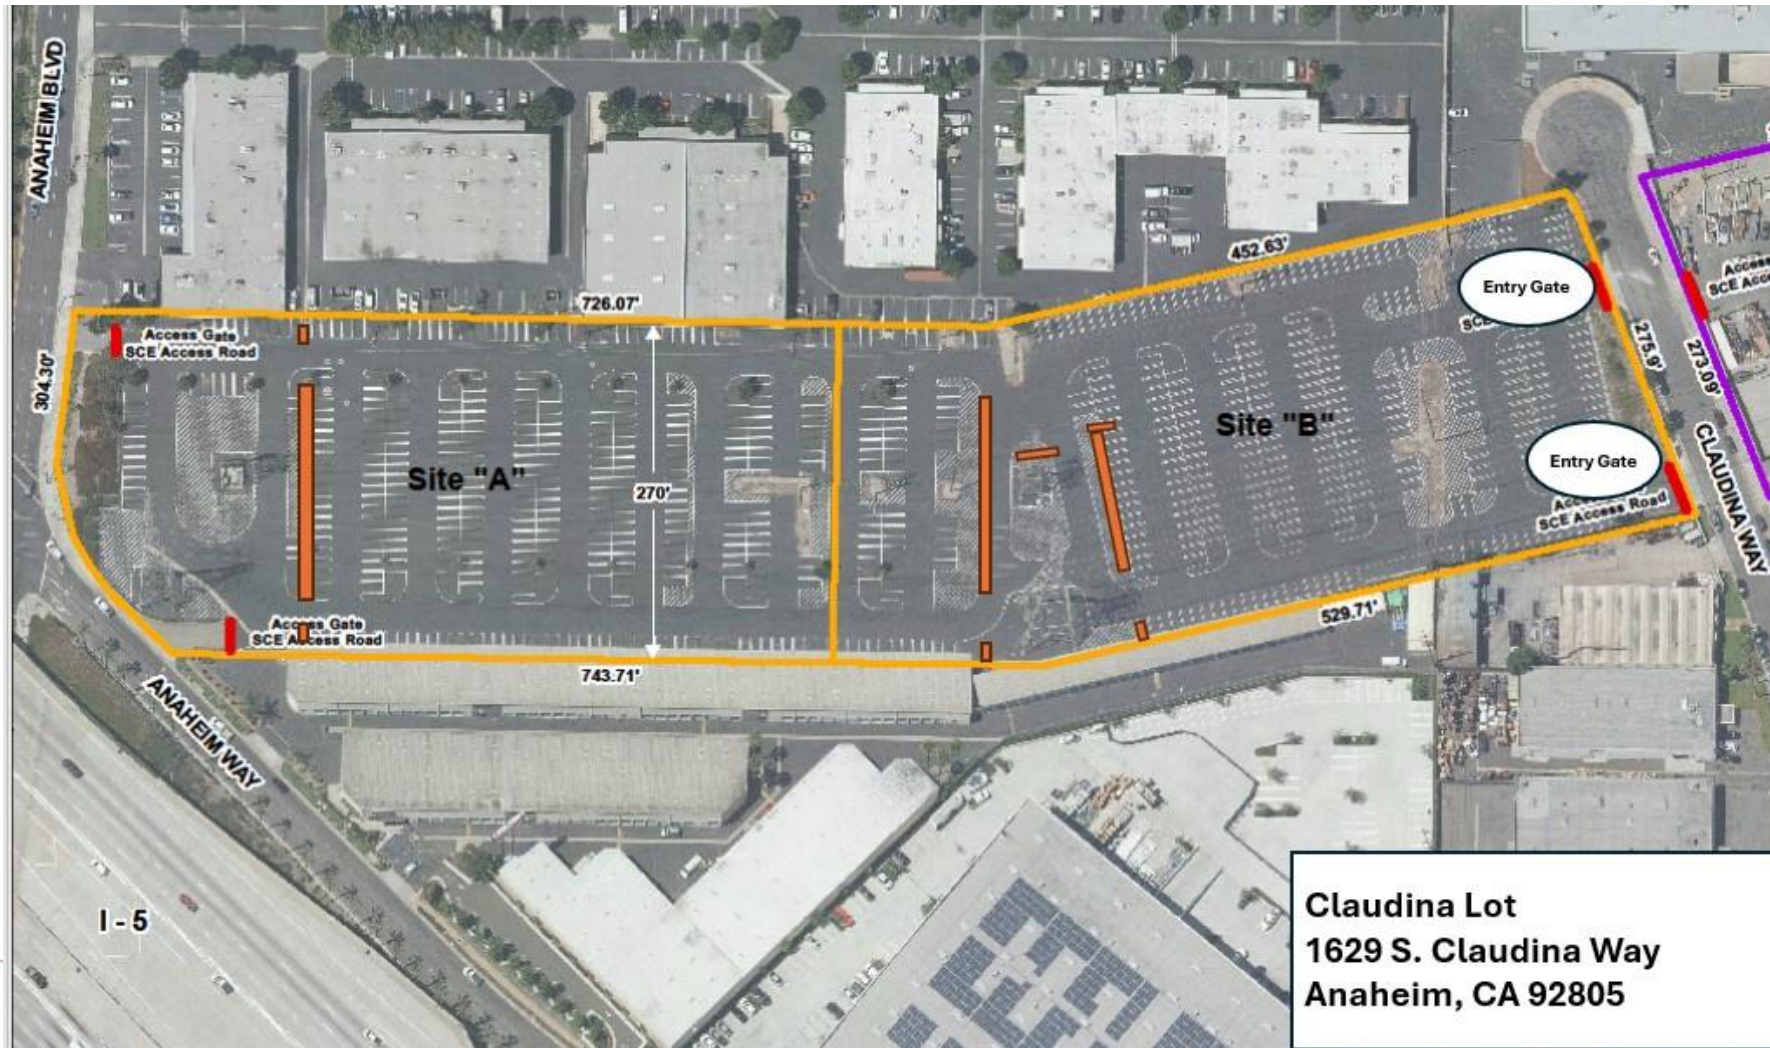 ANAHEIM BLVD
452.63'
Entry Gate
726.07'
Access Gate
SCE Access Road
304.30'
275.9'
273.09'
Site "B"
Site "A"
270'
Entry Gate
SCE Access Road
CLAUDINA WAY
Access Gate
SCE Access Road
529.71'
743.71'
ANAHEIM WAY
I - 5
Claudina Lot
1629 S. Claudina Way
Anaheim, CA 92805